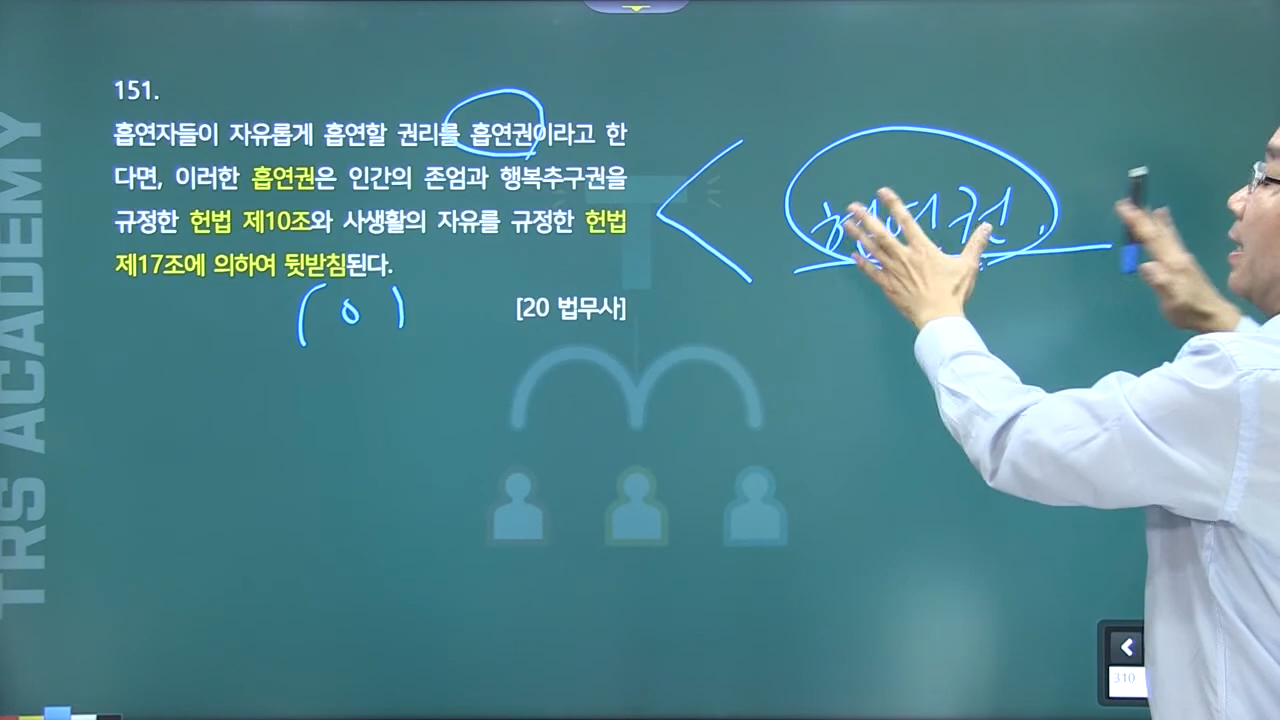 TRS ACADEMY
151.
흡연자들이 자유롭게 흡연할 권리를 흡연권이라고 한
다면, 이러한 흡연권은 인간의 존엄과 행복추구권을
규정한 헌법 제10조와 사생활의 자유를 규정한 헌법
제17조에 의하여 뒷받침된다.
( 0 )
[20 법무사]
<
310